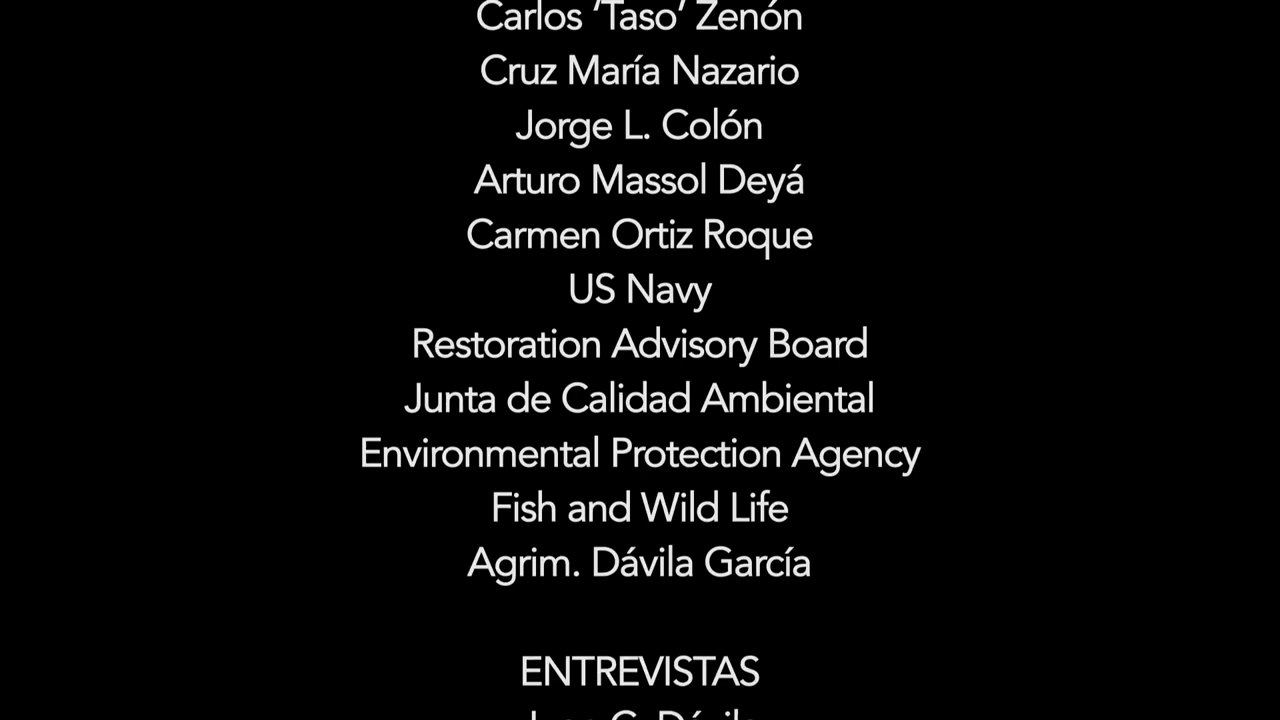 Carlos ‘Taso’ Zenón
Cruz María Nazario
Jorge L. Colón
Arturo Massol Deyá
Carmen Ortiz Roque
US Navy
Restoration Advisory Board
Junta de Calidad Ambiental
Environmental Protection Agency
Fish and Wild Life
Agrim. Dávila García
ENTREVISTAS